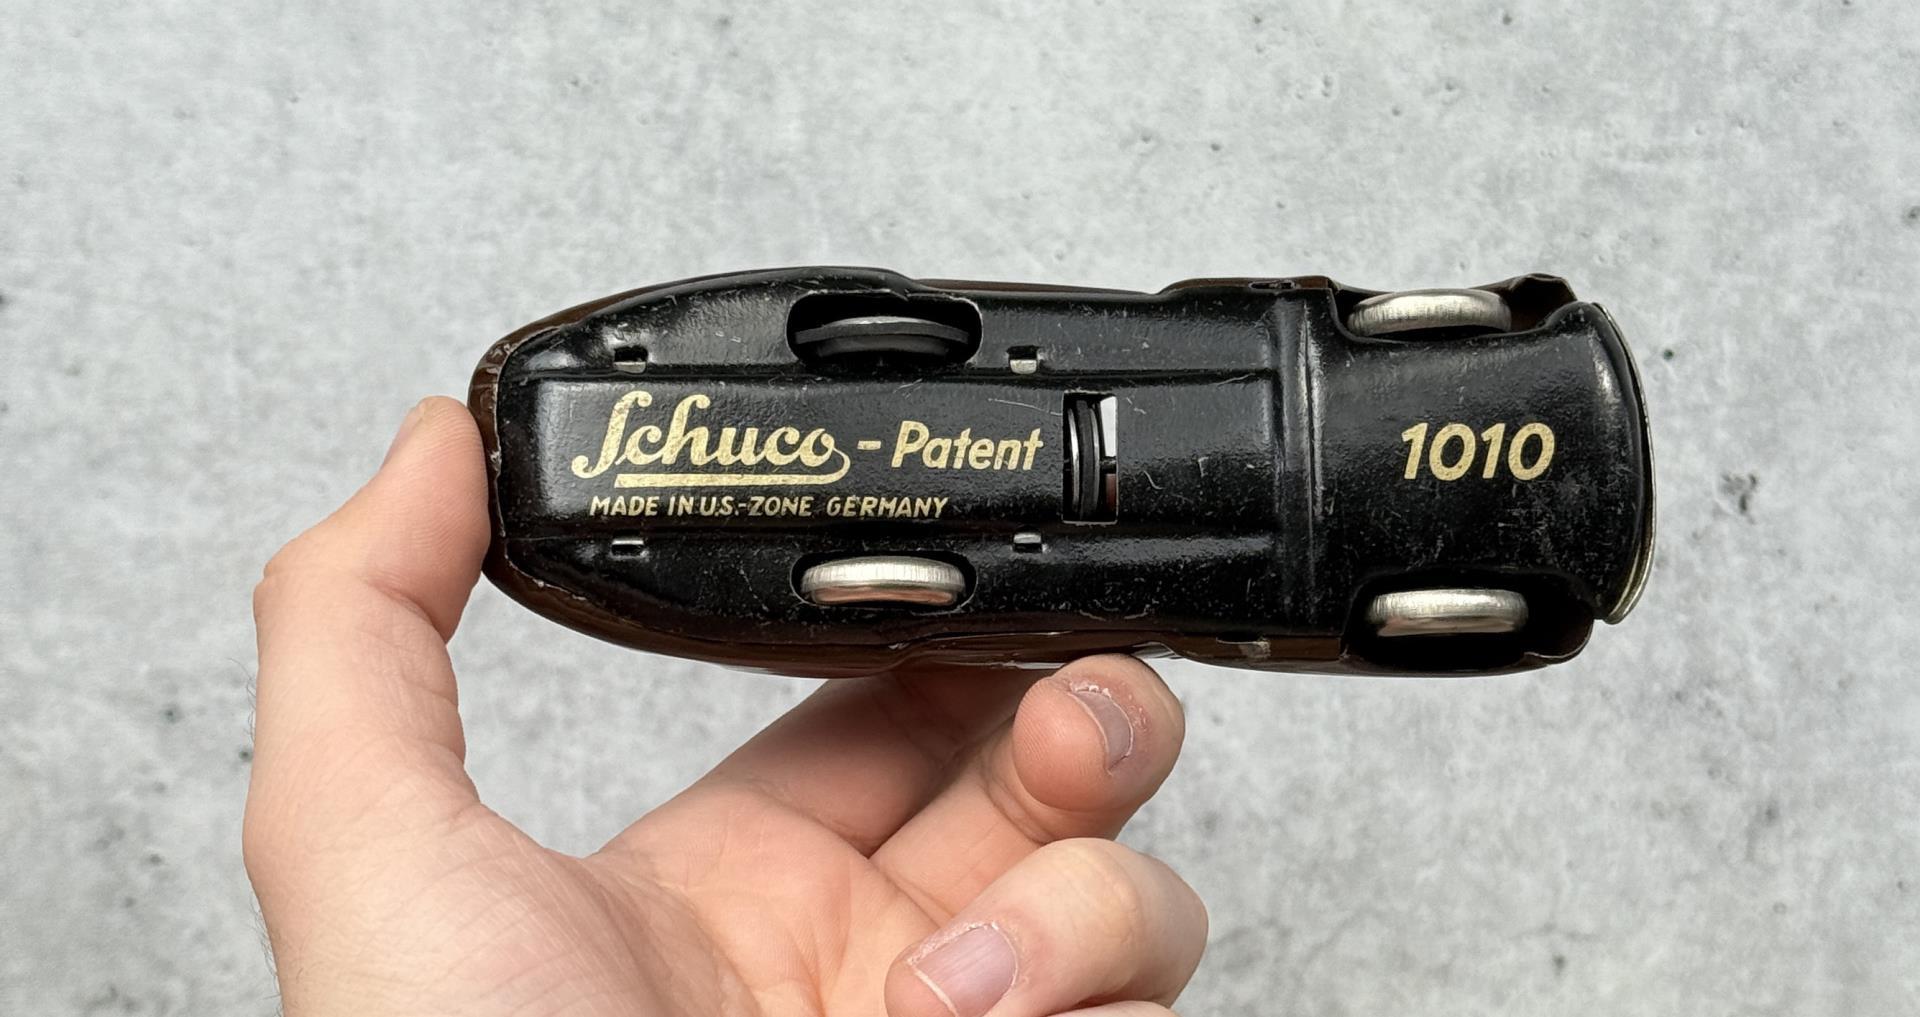 Schuco - Patent
MADE IN U.S.-ZONE GERMANY
1010